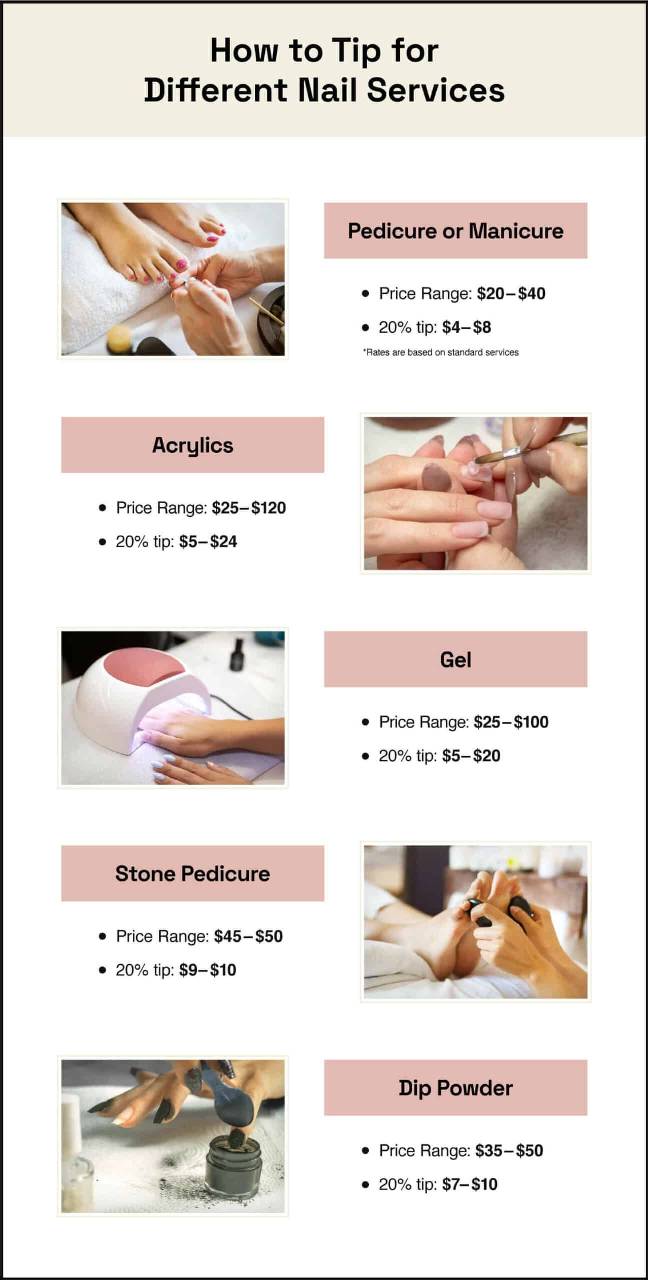 How to Tip for
Different Nail Services
Pedicure or Manicure
• Price Range: $20–$40
• 20% tip: $4–$8
*Rates are based on standard services
Acrylics
• Price Range: $25–$120
• 20% tip: $5–$24
Gel
• Price Range: $25–$100
• 20% tip: $5–$20
Stone Pedicure
• Price Range: $45–$50
• 20% tip: $9–$10
Dip Powder
• Price Range: $35–$50
• 20% tip: $7–$10